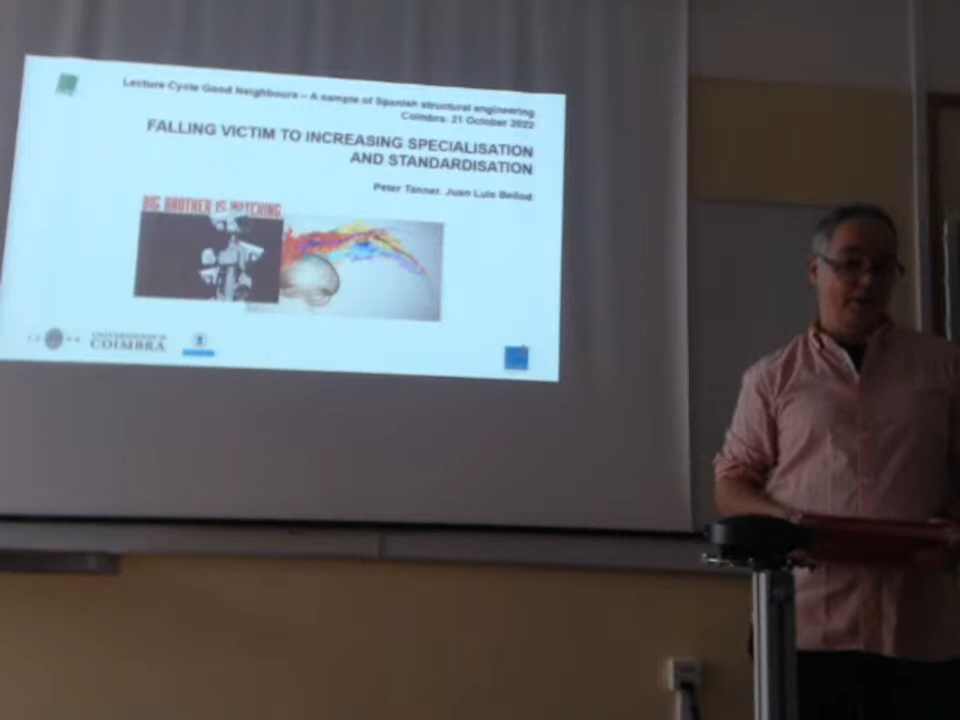 Lecture Cycle Good Neighbours – A sample of Spanish structural engineering
Coimbra. 21 October 2022
FALLING VICTIM TO INCREASING SPECIALISATION
AND STANDARDISATION
Peter Tanner. Juan Luis Bellod
BIG BROTHER IS WATCHING
COIMBRA